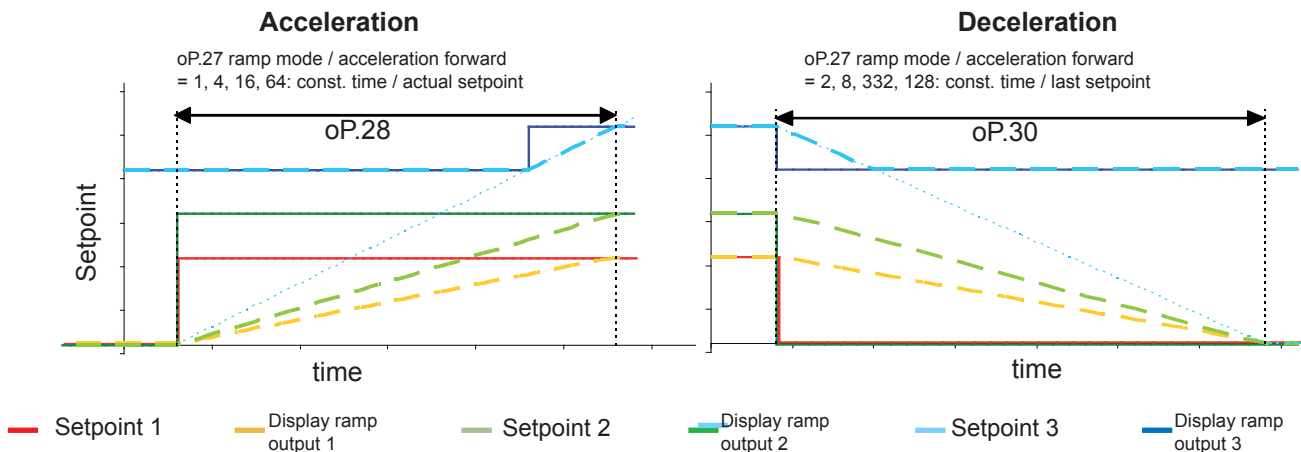 Acceleration
oP.27 ramp mode / acceleration forward
= 1, 4, 16, 64: const. time / actual setpoint
oP.28
Setpoint
time
Deceleration
oP.27 ramp mode / acceleration forward
= 2, 8, 332, 128: const. time / last setpoint
oP.30
time
Setpoint 1
Display ramp
output 1
Setpoint 2
Display ramp
output 2
Setpoint 3
Display ramp
output 3